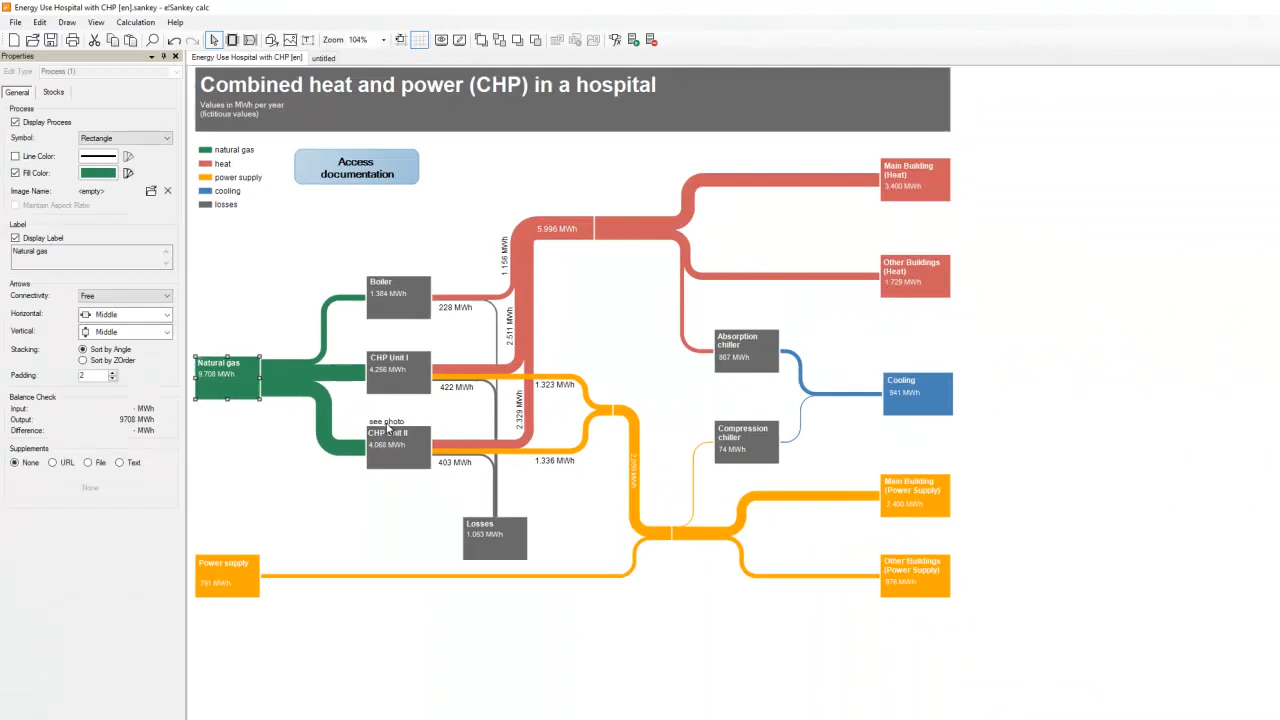 Energy Use Hospital with CHP [en].sankey - e!Sankey calc
File Edit Draw View Calculation Help
Zoom 104%
Properties
Energy Use Hospital with CHP [en] untitled
Edit Type Process (1)
General Stocks
Process
Display Process
Symbol: Rectangle
Line Color:
Fill Color:
Image Name: <empty>
Maintain Aspect Ratio
Label
Display Label
Natural gas
Arrows
Connectivity: Free
Horizontal: Middle
Vertical: Middle
Stacking: Sort by Angle
Sort by ZOrder
Padding: 2
Balance Check
Input: - MWh
Output: 9708 MWh
Difference: - MWh
Supplements
None URL File Text
None
Combined heat and power (CHP) in a hospital
Values in MWh per year
(fictitious values)
natural gas
heat
power supply
cooling
losses
Access
documentation
Main Building
(Heat)
3.400 MWh
5.996 MWh
1.156 MWh
Other Buildings
(Heat)
1.729 MWh
Boiler
1.384 MWh
228 MWh
2.511 MWh
Absorption
chiller
867 MWh
Natural gas
9.708 MWh
CHP Unit I
4.256 MWh
422 MWh
1.323 MWh
Cooling
941 MWh
2.329 MWh
see photo
CHP Unit II
4.068 MWh
403 MWh
1.336 MWh
Compression
chiller
74 MWh
Main Building
(Power Supply)
2.400 MWh
Losses
1.053 MWh
Power supply
791 MWh
Other Buildings
(Power Supply)
976 MWh